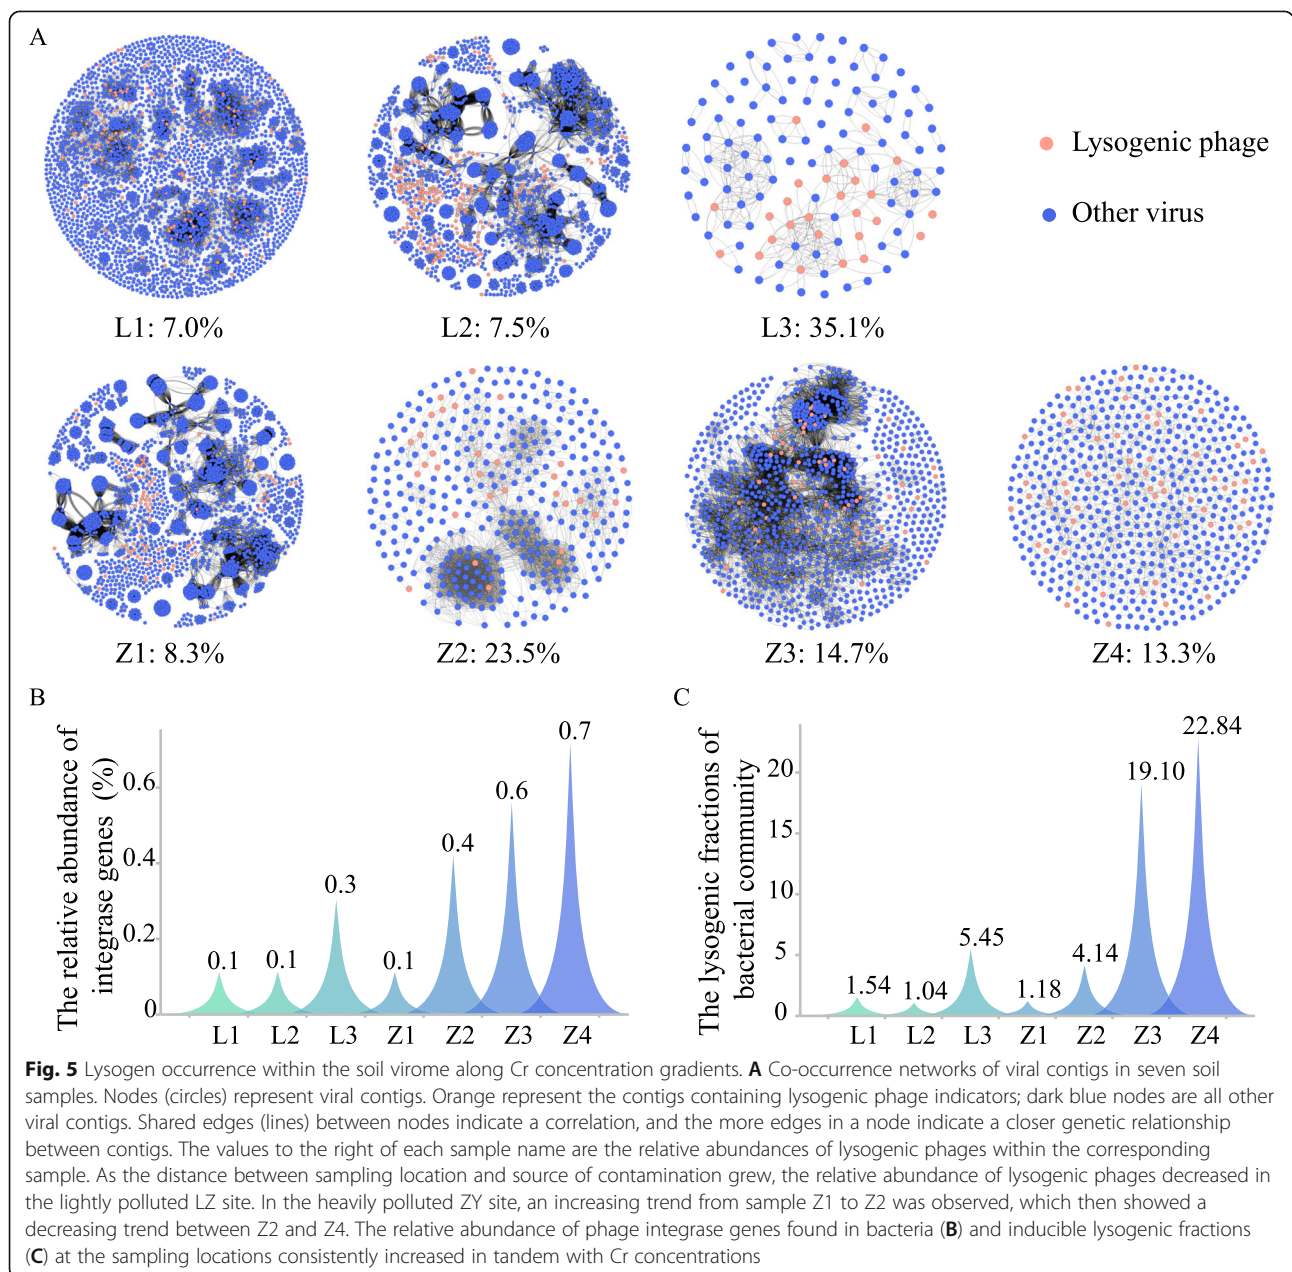 A
Lysogenic phage
Other virus
L1: 7.0%
L2: 7.5%
L3: 35.1%
Z1: 8.3%
Z2: 23.5%
Z3: 14.7%
Z4: 13.3%
B
The relative abundance of
integrase genes (%)
0.6
0.4
0.2
0
0.1
0.1
0.3
0.1
0.4
0.6
0.7
L1
L2
L3
Z1
Z2
Z3
Z4
C
The lysogenic fractions of
bacterial community
20
15
10
5
0
1.54
1.04
5.45
1.18
4.14
19.10
22.84
L1
L2
L3
Z1
Z2
Z3
Z4
Fig. 5 Lysogen occurrence within the soil virome along Cr concentration gradients. A Co-occurrence networks of viral contigs in seven soil
samples. Nodes (circles) represent viral contigs. Orange represent the contigs containing lysogenic phage indicators; dark blue nodes are all other
viral contigs. Shared edges (lines) between nodes indicate a correlation, and the more edges in a node indicate a closer genetic relationship
between contigs. The values to the right of each sample name are the relative abundances of lysogenic phages within the corresponding
sample. As the distance between sampling location and source of contamination grew, the relative abundance of lysogenic phages decreased in
the lightly polluted LZ site. In the heavily polluted ZY site, an increasing trend from sample Z1 to Z2 was observed, which then showed a
decreasing trend between Z2 and Z4. The relative abundance of phage integrase genes found in bacteria (B) and inducible lysogenic fractions
(C) at the sampling locations consistently increased in tandem with Cr concentrations